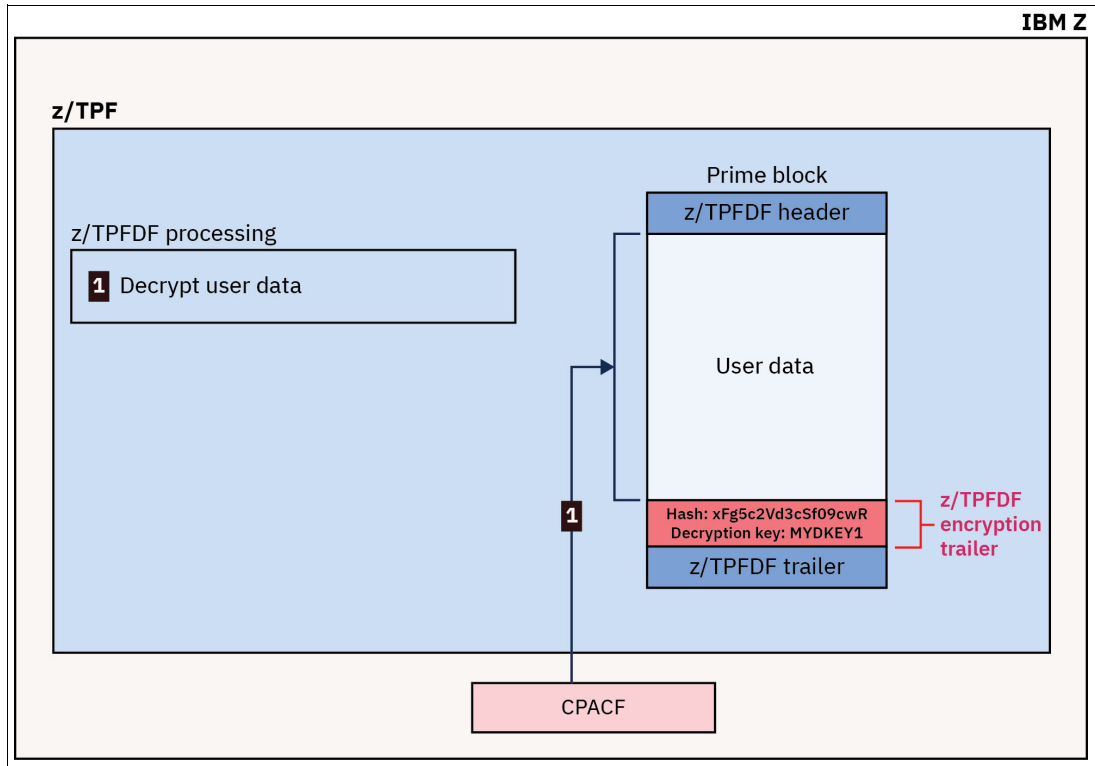 IBM Z
z/TPF
Prime block
z/TPFDF header
z/TPFDF processing
1 Decrypt user data
User data
1
Hash: xFg5c2Vd3cSf09cwR
Decryption key: MYDKEY1
z/TPFDF
encryption
trailer
z/TPFDF trailer
CPACF